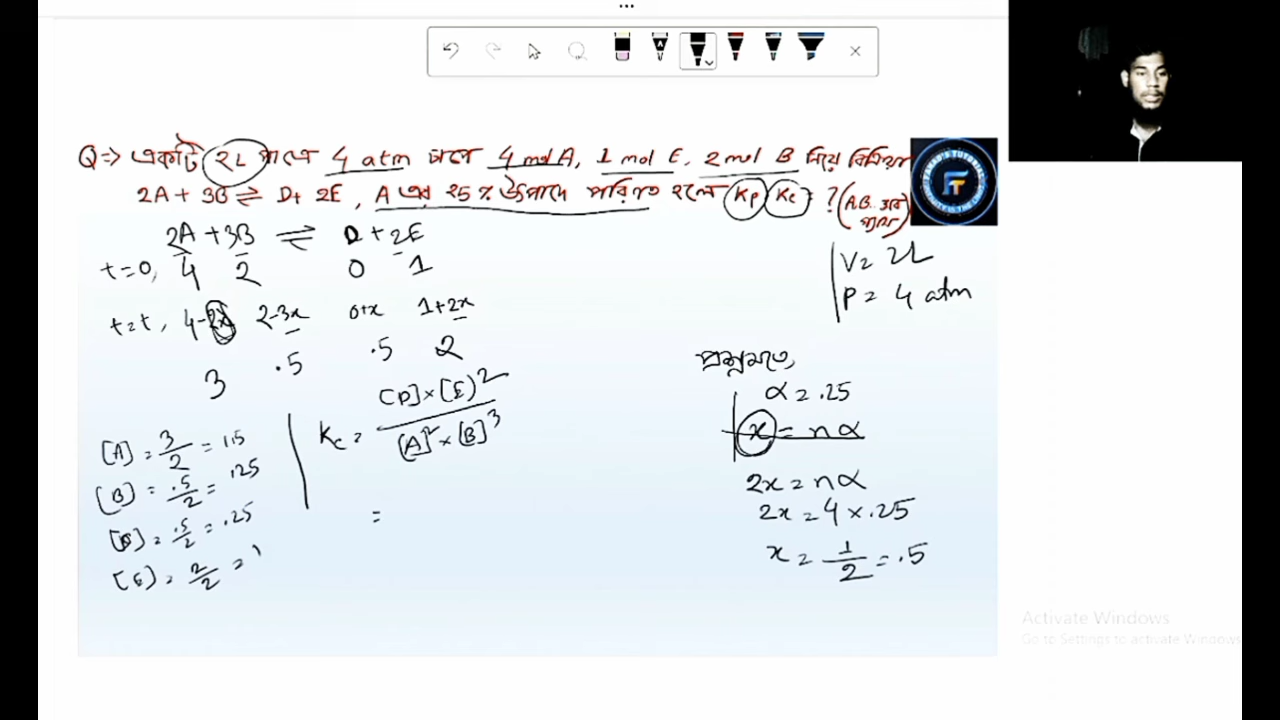 Q=> একটি ২L পাত্রে 4 atm চাপে 4 mol A, 1 mol E, 2 mol B নিয়ে বিক্রিয়া
2A + 3B ⇌ D + 2E, A এর ২৫% উৎপাদে পরিণত হলে Kp, Kc = ? (A.B.
2A + 3B ⇌ D + 2E
t=0, 4 2 0 1
t=t, 4-2x 2-3x 0+x 1+2x
3 .5 .5 2
[A] = 3/2 = 1.5
[B] = .5/2 = .25
[D] = .5/2 = .25
[E] = 2/2 =
Kc = [D]×[E]^2 / [A]^2×[B]^3
=
V= 2L
P= 4 atm
প্রশ্নমতে,
α = .25
x = nα
2x = nα
2x = 4 × .25
x = 1/2 = .5
Activate Windows
Go to Settings to activate Windows